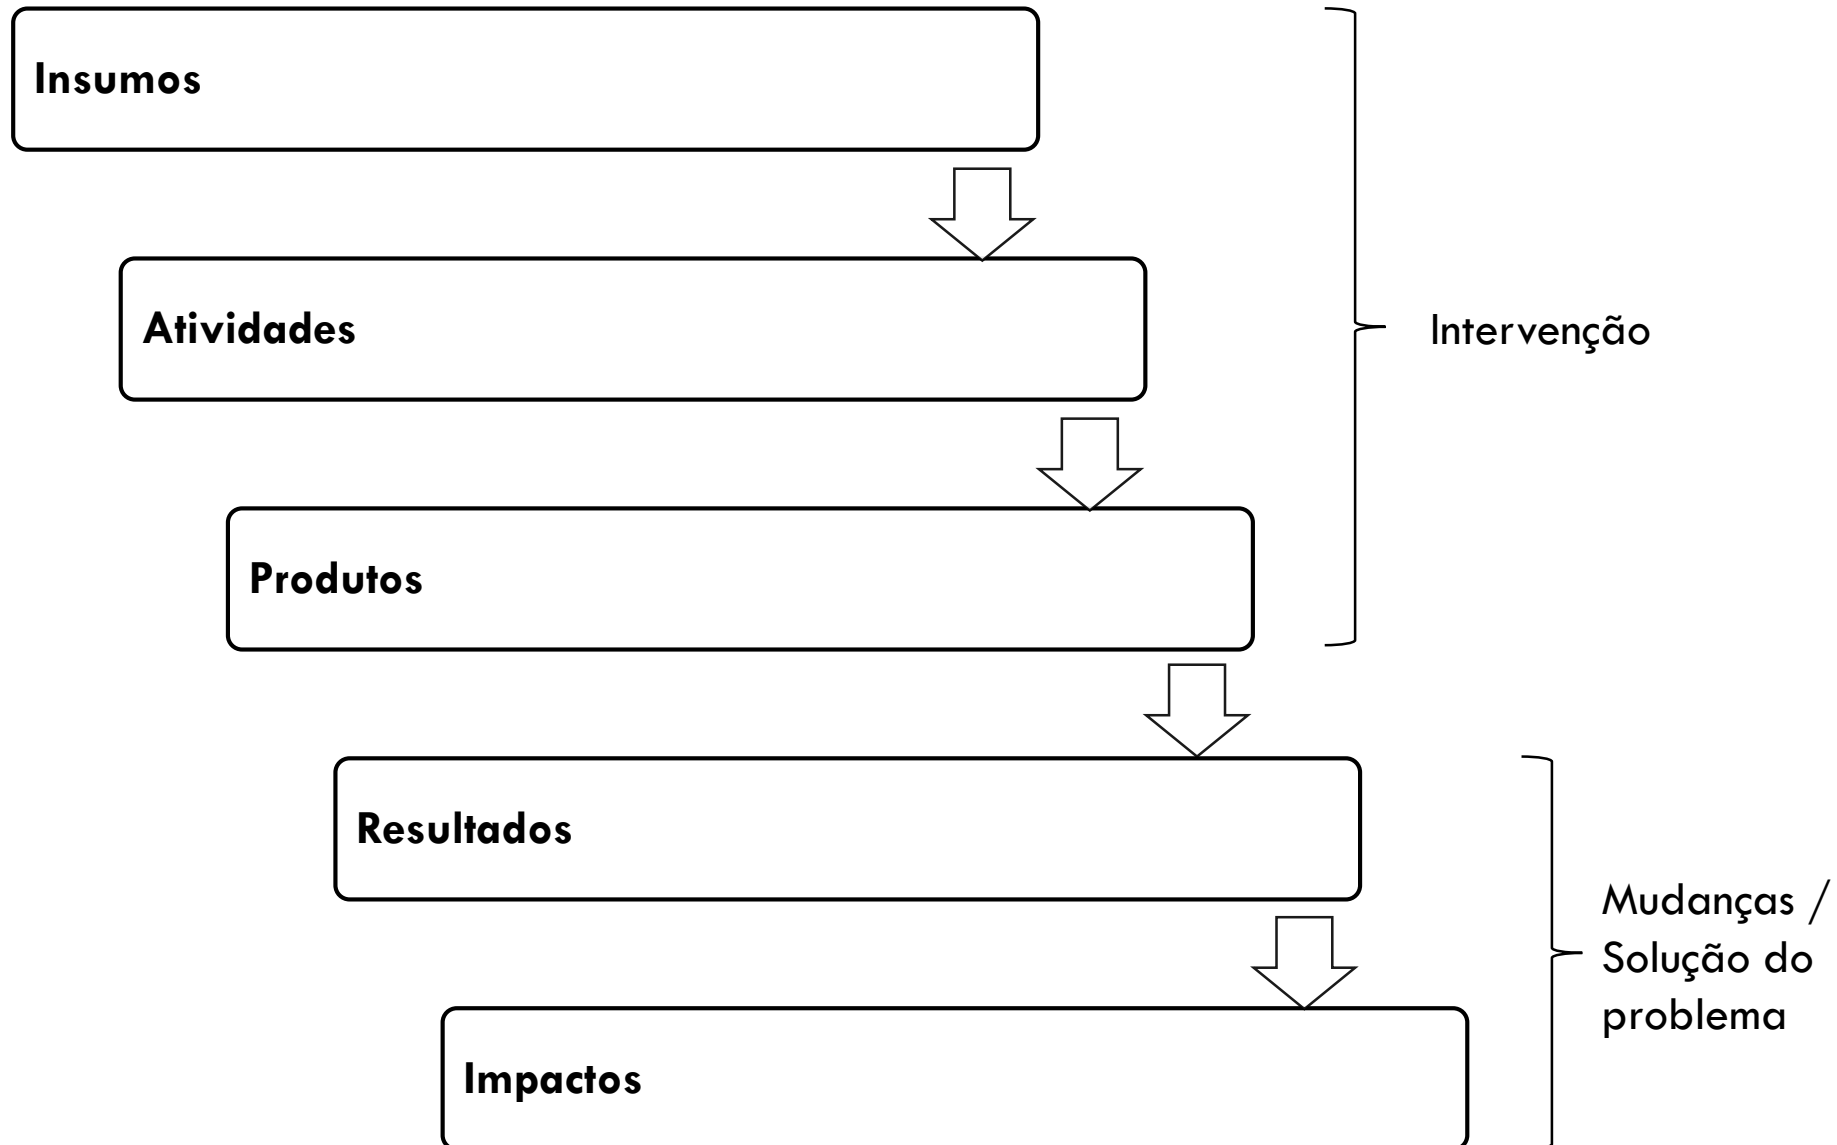 Insumos
Atividades
Intervenção
Produtos
Resultados
Mudanças /
Solução do
problema
Impactos